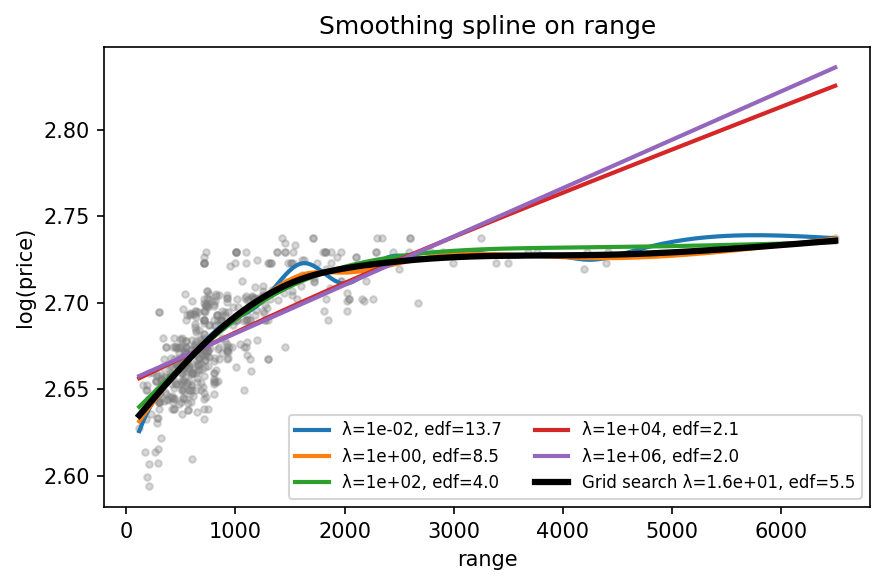 Smoothing spline on range
log(price)
2.80
2.75
2.70
2.65
2.60
λ=1e-02, edf=13.7
λ=1e+00, edf=8.5
λ=1e+02, edf=4.0
λ=1e+04, edf=2.1
λ=1e+06, edf=2.0
Grid search λ=1.6e+01, edf=5.5
0 1000 2000 3000 4000 5000 6000
range